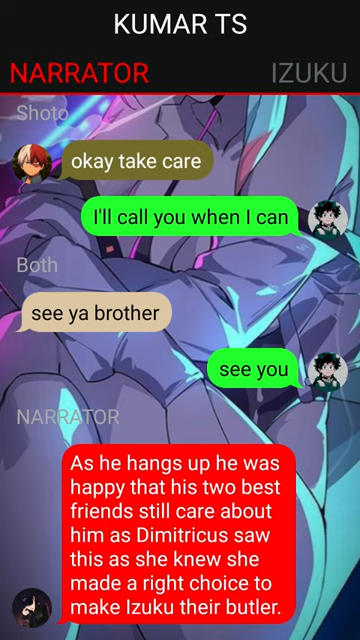 KUMAR TS
NARRATOR IZUKU
Shoto
okay take care
I'll call you when I can
Both
see ya brother
see you
NARRATOR
As he hangs up he was
happy that his two best
friends still care about
him as Dimitricus saw
this as she knew she
made a right choice to
make Izuku their butler.